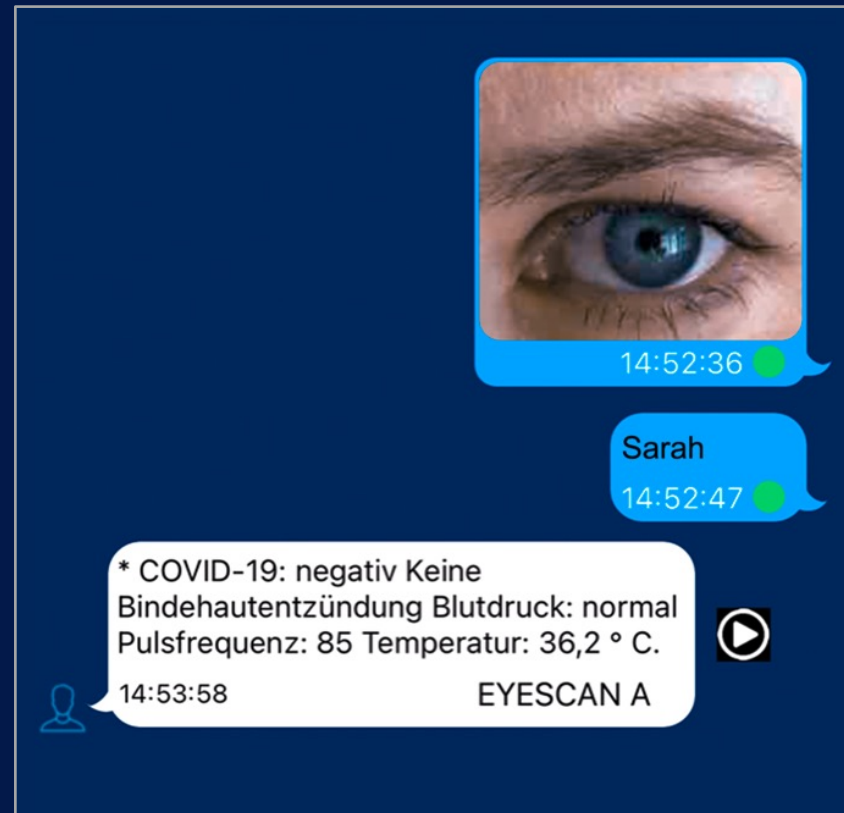 14:52:36
Sarah
14:52:47
* COVID-19: negativ Keine
Bindehautentzündung Blutdruck: normal
Pulsfrequenz: 85 Temperatur: 36,2 ° C.
14:53:58 EYESCAN A